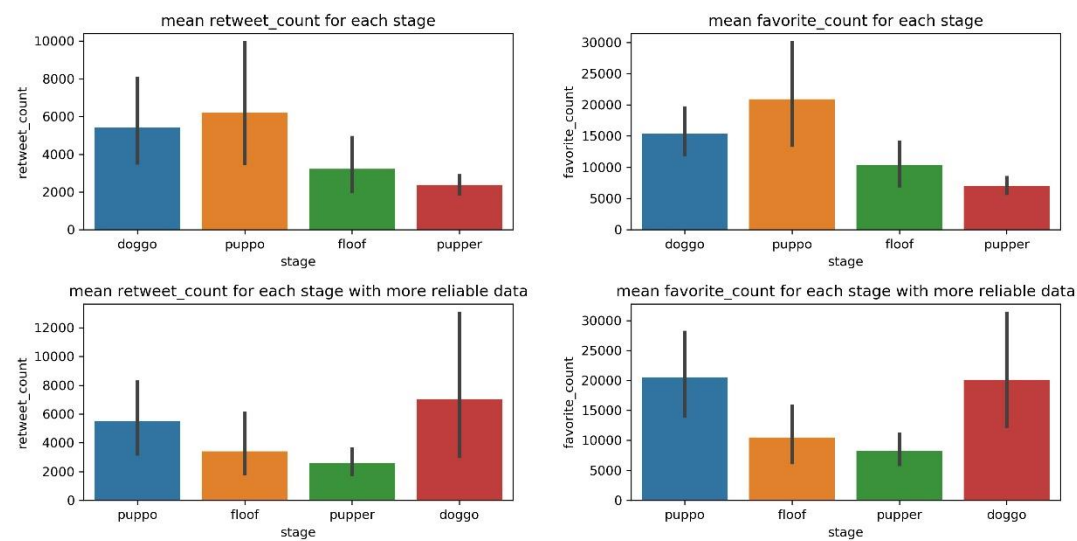 mean retweet_count for each stage
10000
8000
6000
4000
2000
0
retweet_count
doggo puppo floof pupper
stage
mean favorite_count for each stage
30000
25000
20000
15000
10000
5000
0
favorite_count
doggo puppo floof pupper
stage
mean retweet_count for each stage with more reliable data
12000
10000
8000
6000
4000
2000
0
retweet_count
puppo floof pupper doggo
stage
mean favorite_count for each stage with more reliable data
30000
25000
20000
15000
10000
5000
0
favorite_count
puppo floof pupper doggo
stage